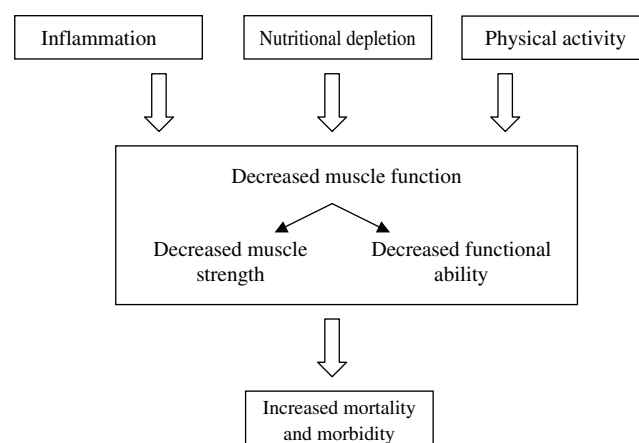 Inflammation
Nutritional depletion
Physical activity
Decreased muscle function
Decreased muscle
strength
Decreased functional
ability
Increased mortality
and morbidity